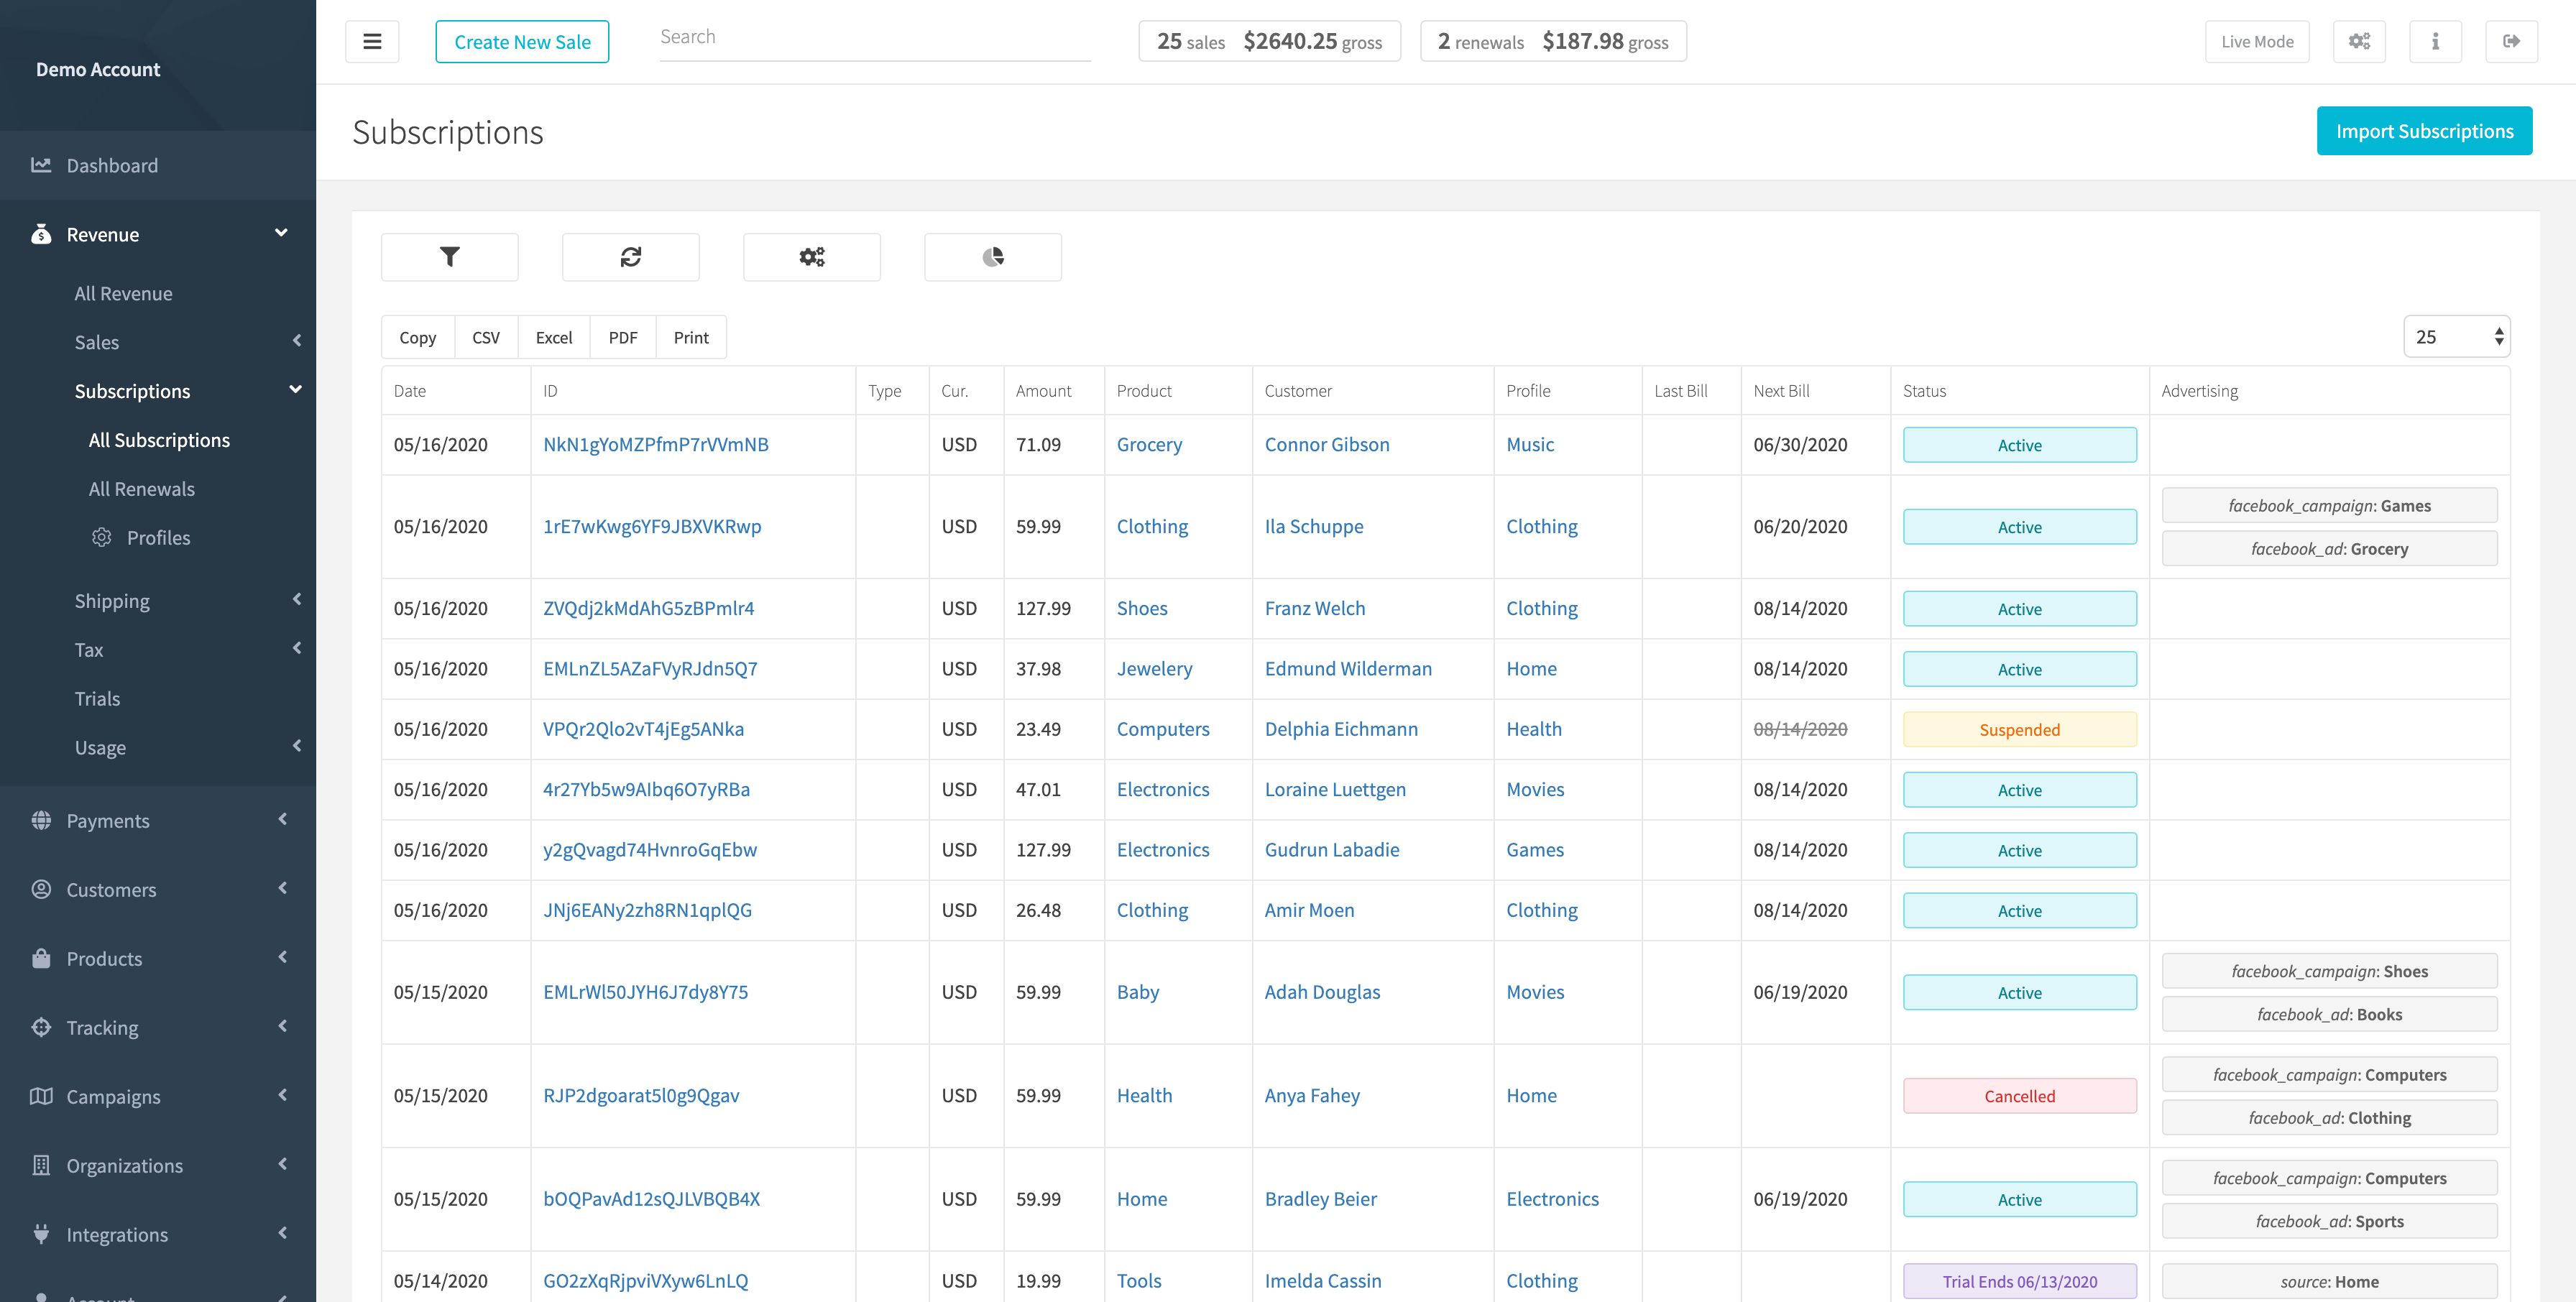 Demo Account
Dashboard
Revenue
All Revenue
Sales
Subscriptions
All Subscriptions
All Renewals
Profiles
Shipping
Tax
Trials
Usage
Payments
Customers
Products
Tracking
Campaigns
Organizations
Integrations
Account
Create New Sale
Search
25 sales $2640.25 gross
2 renewals $187.98 gross
Live Mode
Subscriptions
Import Subscriptions
Copy CSV Excel PDF Print
25
Date ID Type Cur. Amount Product Customer Profile Last Bill Next Bill Status Advertising
05/16/2020 NkN1gYoMZPfmP7rVVmNB USD 71.09 Grocery Connor Gibson Music 06/30/2020 Active
05/16/2020 1rE7wKwg6YF9JBXVKRwp USD 59.99 Clothing Ila Schuppe Clothing 06/20/2020 Active
facebook_campaign: Games
facebook_ad: Grocery
05/16/2020 ZVQdj2kMdAhG5zBPmlr4 USD 127.99 Shoes Franz Welch Clothing 08/14/2020 Active
05/16/2020 EMLnZL5AZaFVyRJdn5Q7 USD 37.98 Jewelery Edmund Wilderman Home 08/14/2020 Active
05/16/2020 VPQr2Qlo2vT4jEg5ANka USD 23.49 Computers Delphia Eichmann Health 08/14/2020 Suspended
05/16/2020 4r27Yb5w9AIbq6O7yRBa USD 47.01 Electronics Loraine Luettgen Movies 08/14/2020 Active
05/16/2020 y2gQvagd74HvnroGqEbw USD 127.99 Electronics Gudrun Labadie Games 08/14/2020 Active
05/16/2020 JNj6EANy2zh8RN1qplQG USD 26.48 Clothing Amir Moen Clothing 08/14/2020 Active
05/15/2020 EMLrWl50JYH6J7dy8Y75 USD 59.99 Baby Adah Douglas Movies 06/19/2020 Active
facebook_campaign: Shoes
facebook_ad: Books
05/15/2020 RJP2dgoarat5l0g9Qgav USD 59.99 Health Anya Fahey Home Cancelled
facebook_campaign: Computers
facebook_ad: Clothing
05/15/2020 bOQPavAd12sQJLVBQB4X USD 59.99 Home Bradley Beier Electronics 06/19/2020 Active
facebook_campaign: Computers
facebook_ad: Sports
05/14/2020 GO2zXqRjpviVXyw6LnLQ USD 19.99 Tools Imelda Cassin Clothing Trial Ends 06/13/2020
source: Home